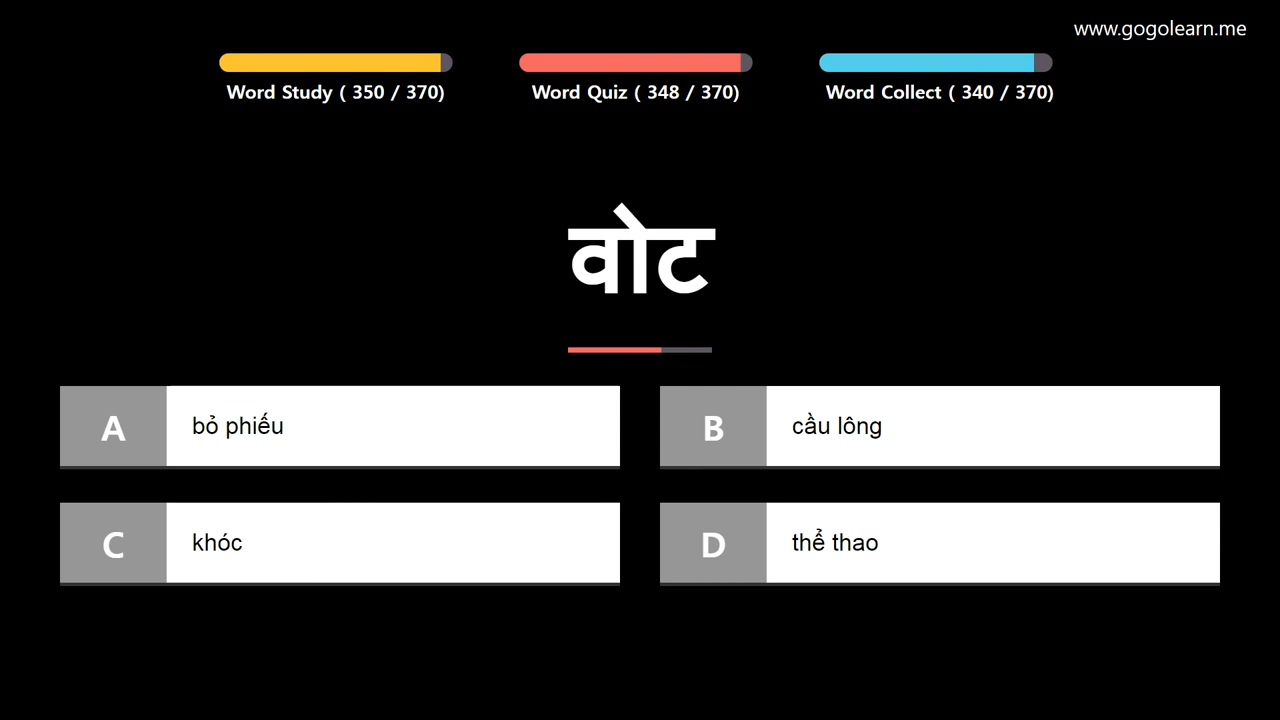 www.gogolearn.me
Word Study ( 350 / 370)
Word Quiz ( 348 / 370)
Word Collect ( 340 / 370)
वोट
A
bỏ phiếu
B
cầu lông
C
khóc
D
thể thao